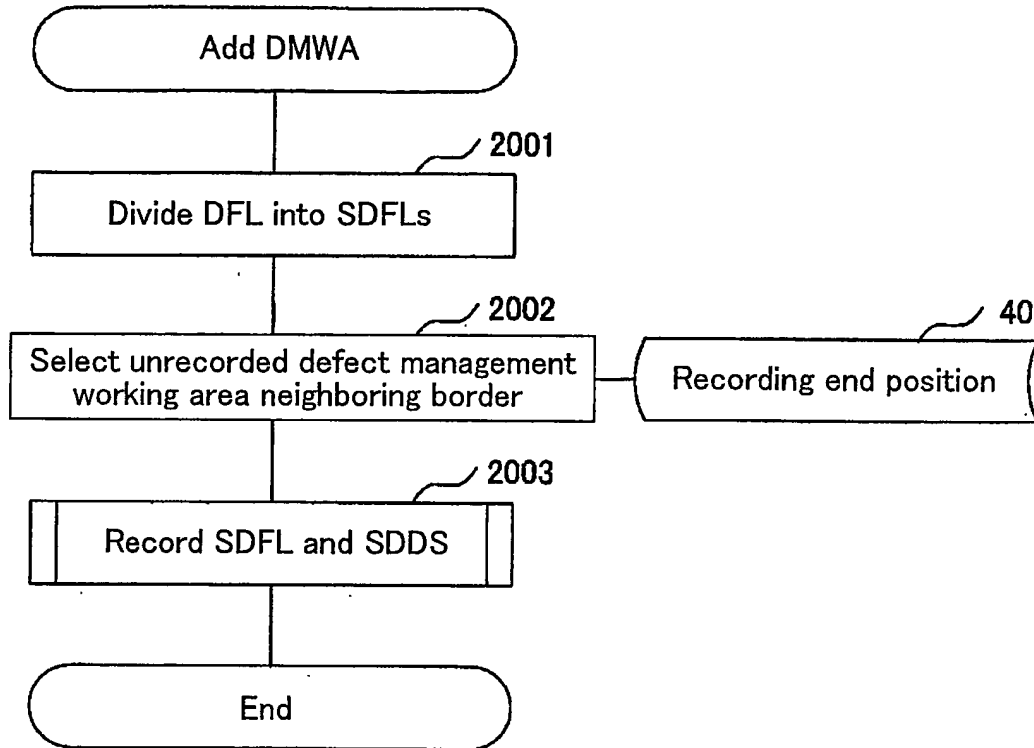 Add DMWA
2001
Divide DFL into SDFLs
2002
40
Select unrecorded defect management
working area neighboring border
Recording end position
2003
Record SDFL and SDDS
End